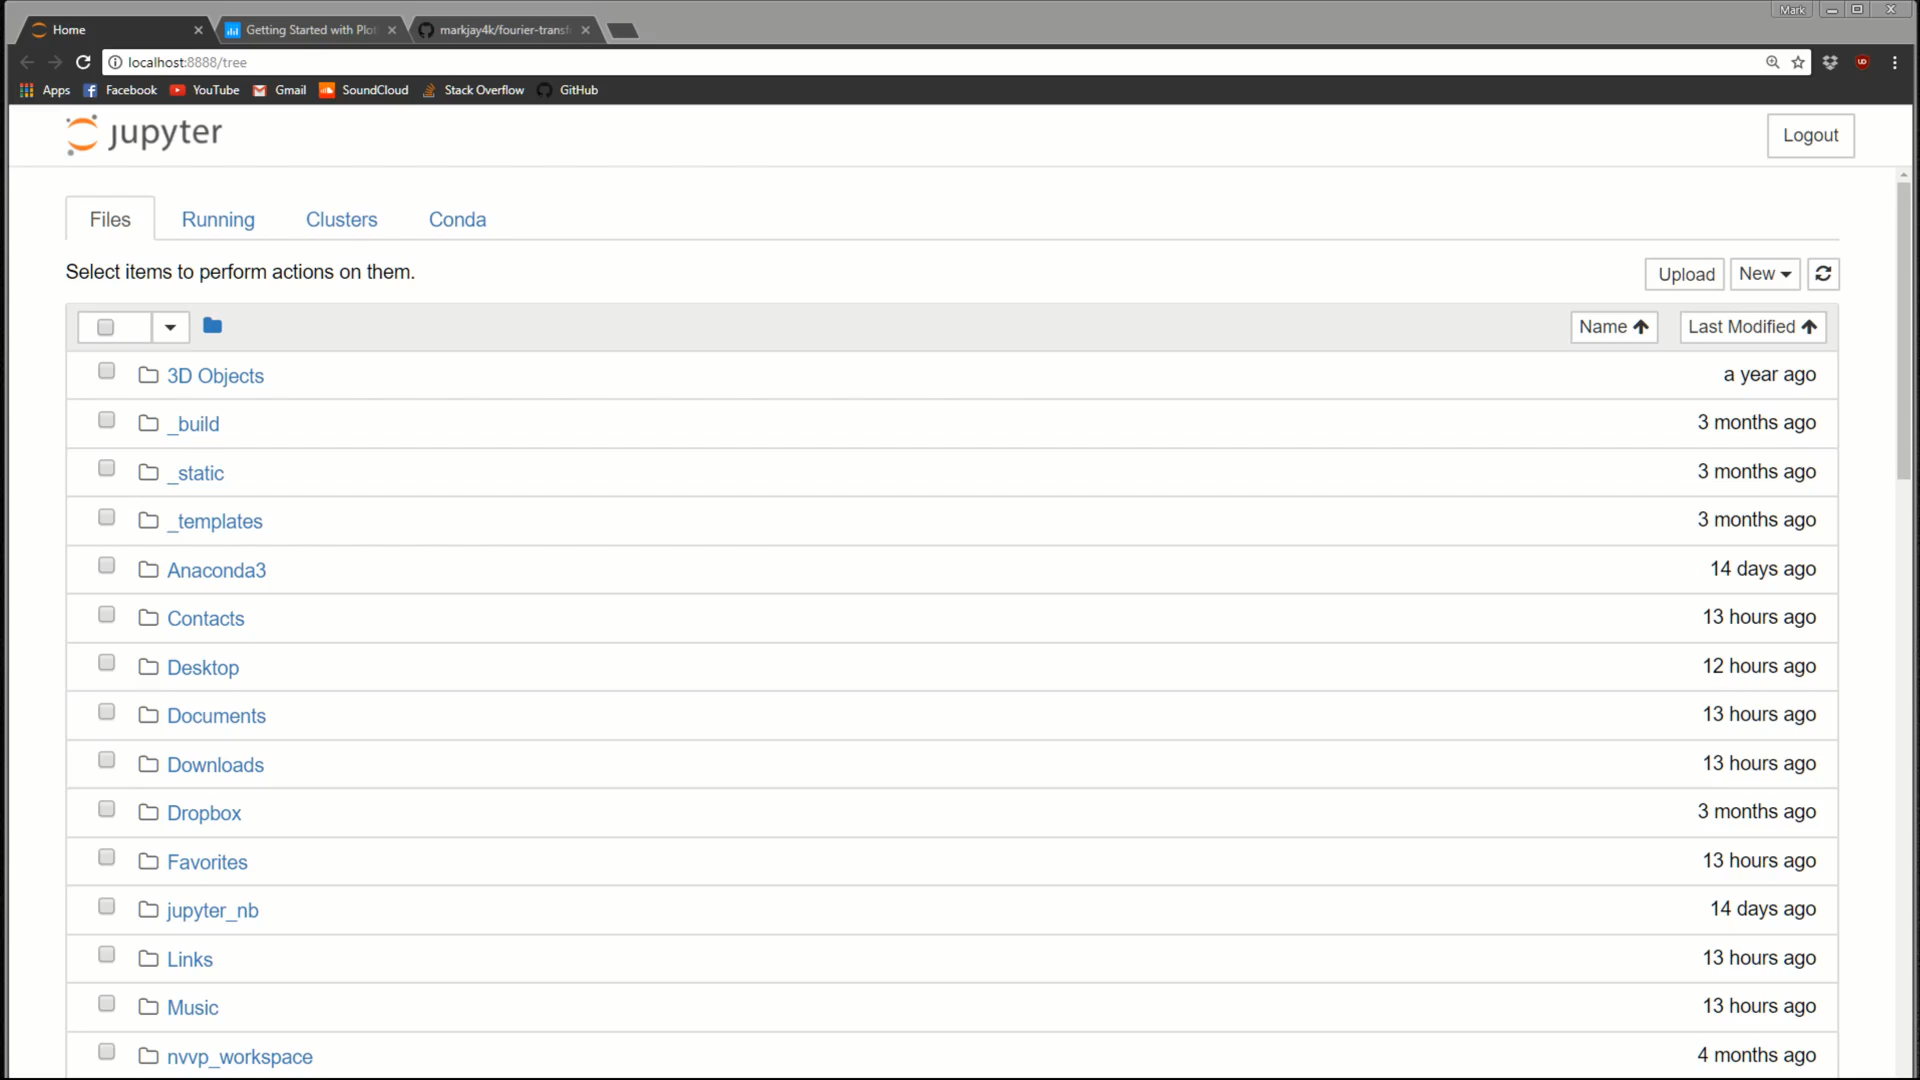 Mark
Home
Getting Started with Plot
markjay4k/fourier-transf
localhost:8888/tree
Apps
Facebook
YouTube
Gmail
SoundCloud
Stack Overflow
GitHub
jupyter
Logout
Files
Running
Clusters
Conda
Select items to perform actions on them.
Upload
New
Name
Last Modified
3D Objects
a year ago
_build
3 months ago
_static
3 months ago
_templates
3 months ago
Anaconda3
14 days ago
Contacts
13 hours ago
Desktop
12 hours ago
Documents
13 hours ago
Downloads
13 hours ago
Dropbox
3 months ago
Favorites
13 hours ago
jupyter_nb
14 days ago
Links
13 hours ago
Music
13 hours ago
nvvp_workspace
4 months ago